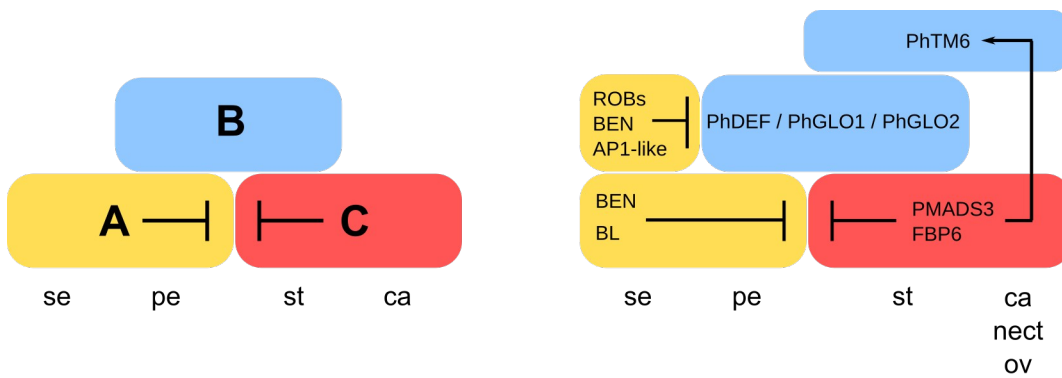 B
A
C
se
pe
st
ca
PhTM6
ROBs
BEN
AP1-like
PhDEF / PhGLO1 / PhGLO2
BEN
BL
PMADS3
FBP6
se
pe
st
ca
nect
ov